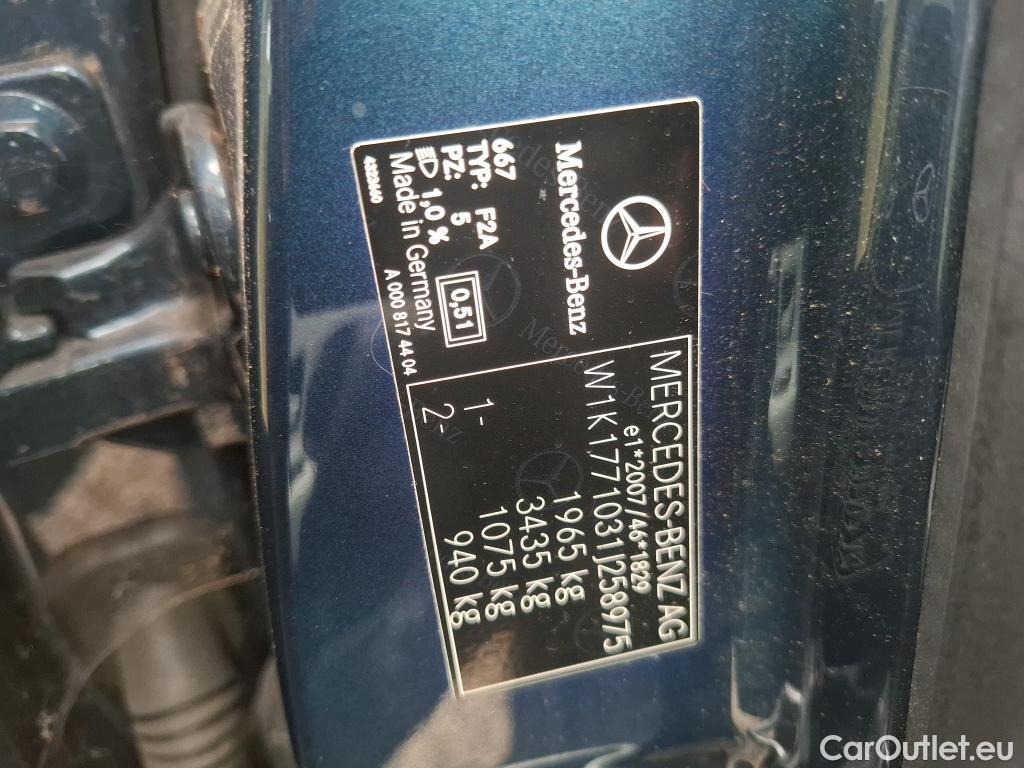 Mercedes-Benz
667
TYP: F2A
PZ: 5
1,0 %
0,51
Made in Germany
A 000 817 44 04
MERCEDES-BENZ AG
e1*2007/46*1829
W1K1771031J258975
1965 kg
3435 kg
1- 1075 kg
2- 940 kg
CarOutlet.eu